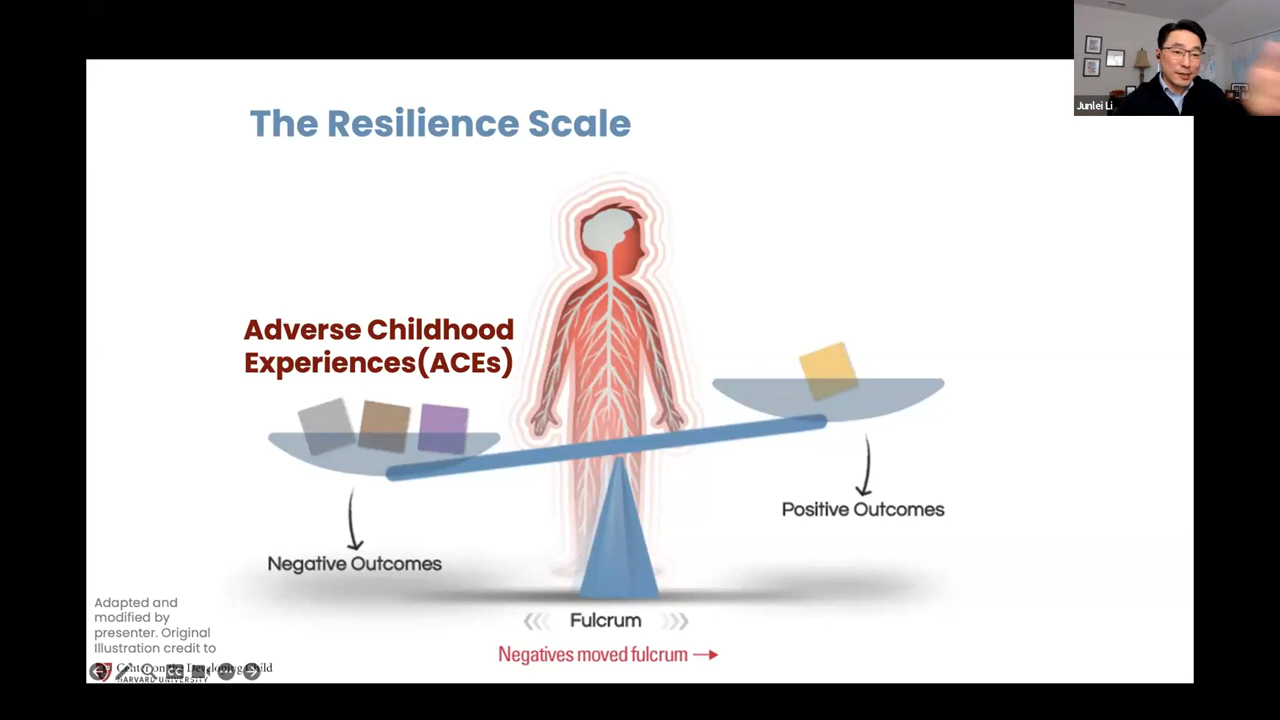 Junlei Li
The Resilience Scale
Adverse Childhood
Experiences(ACEs)
Positive Outcomes
Negative Outcomes
Adapted and
modified by
presenter. Original
Illustration credit to
Center on the Developing Child
HARVARD UNIVERSITY
CC
Fulcrum
Negatives moved fulcrum